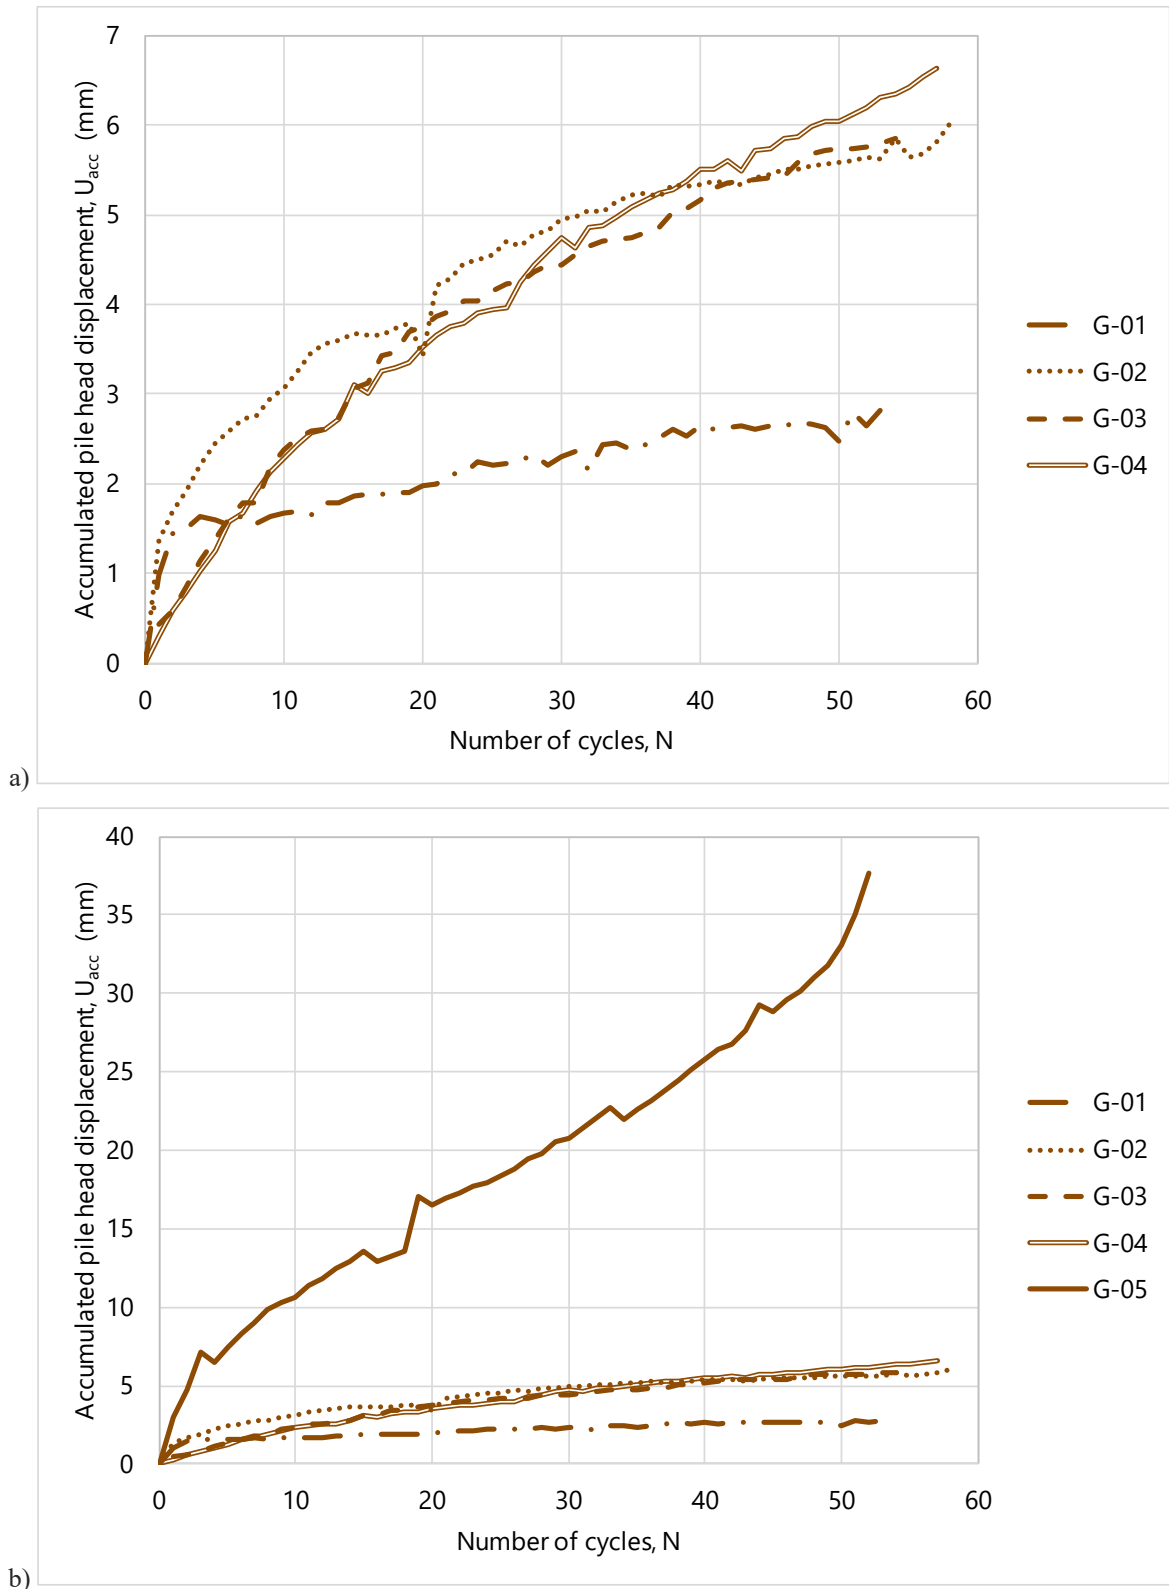 7
6
5
4
3
2
1
0
Accumulated pile head displacement, Uacc (mm)
0 10 20 30 40 50 60
Number of cycles, N
G-01
G-02
G-03
G-04
a)
40
35
30
25
20
15
10
5
0
Accumulated pile head displacement, Uacc (mm)
0 10 20 30 40 50 60
Number of cycles, N
G-01
G-02
G-03
G-04
G-05
b)